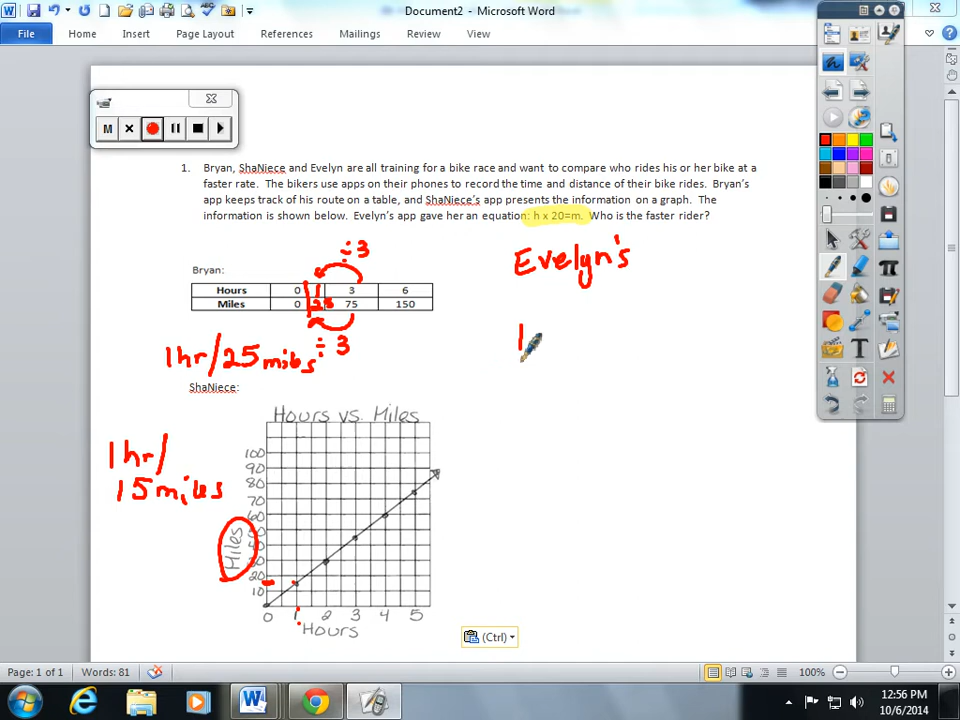 Document2 - Microsoft Word
File Home Insert Page Layout References Mailings Review View
M
1. Bryan, ShaNiece and Evelyn are all training for a bike race and want to compare who rides his or her bike at a
faster rate. The bikers use apps on their phones to record the time and distance of their bike rides. Bryan's
app keeps track of his route on a table, and ShaNiece's app presents the information on a graph. The
information is shown below. Evelyn's app gave her an equation: h x 20=m. Who is the faster rider?
÷3
Evelyn's
Bryan:
Hours 0 1 3 6
Miles 0 25 75 150
÷ 3
1hr/25 miles
1
ShaNiece:
Hours vs. Miles
1hr/
15miles
100
90
80
70
60
50
40
30
20
10
Miles
0 1 2 3 4 5
Hours
(Ctrl)
Page: 1 of 1 Words: 81 100%
12:56 PM
10/6/2014